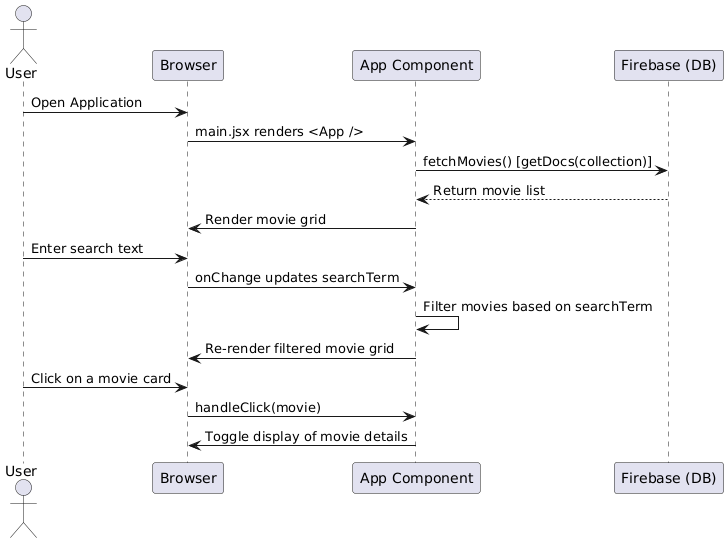 User
Browser
App Component
Firebase (DB)
Open Application
main.jsx renders <App />
fetchMovies() [getDocs(collection)]
Return movie list
Render movie grid
Enter search text
onChange updates searchTerm
Filter movies based on searchTerm
Re-render filtered movie grid
Click on a movie card
handleClick(movie)
Toggle display of movie details
User
Browser
App Component
Firebase (DB)